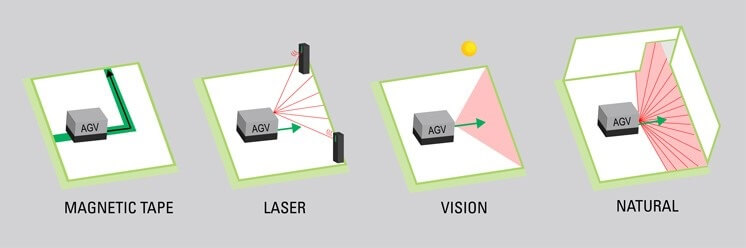 AGV
AGV
AGV
AGV
MAGNETIC TAPE
LASER
VISION
NATURAL